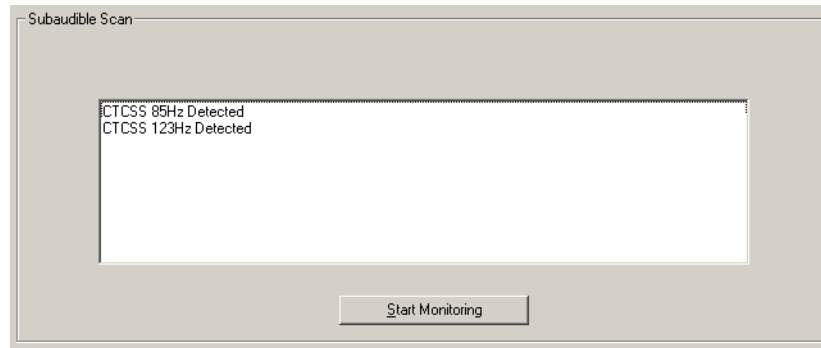 Subaudible Scan
CTCSS 85Hz Detected
CTCSS 123Hz Detected
Start Monitoring